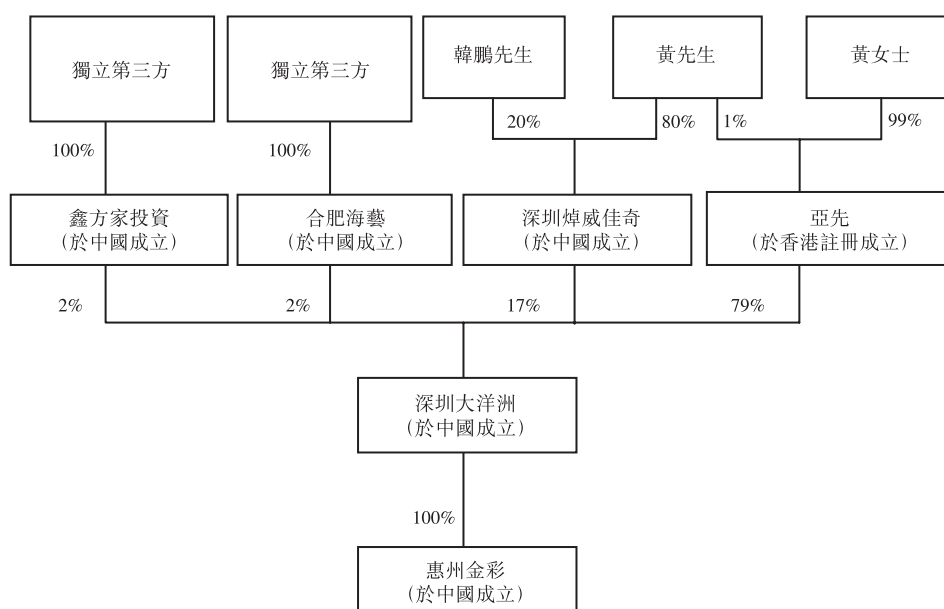 獨立第三方
獨立第三方
韓鵬先生
黃先生
黃女士
100%
100%
20%
80%
1%
99%
鑫方家投資
(於中國成立)
合肥海藝
(於中國成立)
深圳焯威佳奇
(於中國成立)
亞先
(於香港註冊成立)
2%
2%
17%
79%
深圳大洋洲
(於中國成立)
100%
惠州金彩
(於中國成立)